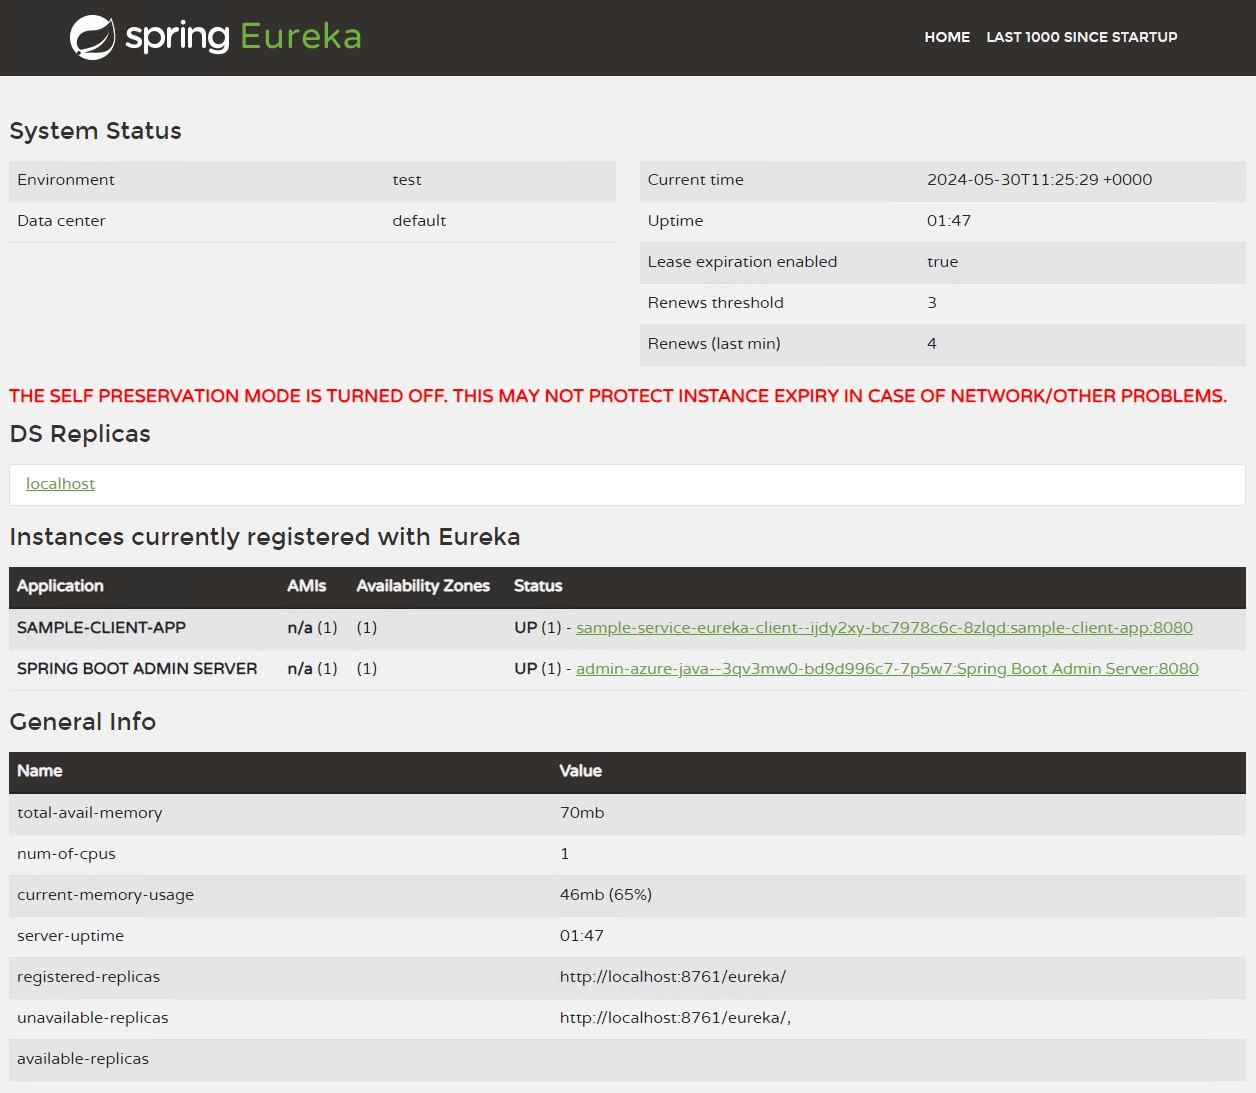 spring Eureka
HOME LAST 1000 SINCE STARTUP
System Status
Environment test
Data center default
Current time 2024-05-30T11:25:29 +0000
Uptime 01:47
Lease expiration enabled true
Renews threshold 3
Renews (last min) 4
THE SELF PRESERVATION MODE IS TURNED OFF. THIS MAY NOT PROTECT INSTANCE EXPIRY IN CASE OF NETWORK/OTHER PROBLEMS.
DS Replicas
localhost
Instances currently registered with Eureka
Application AMIs Availability Zones Status
SAMPLE-CLIENT-APP n/a (1) (1) UP (1) - sample-service-eureka-client--ijdy2xy-bc7978c6c-8zlqd:sample-client-app:8080
SPRING BOOT ADMIN SERVER n/a (1) (1) UP (1) - admin-azure-java--3qv3mw0-bd9d996c7-7p5w7:Spring Boot Admin Server:8080
General Info
Name Value
total-avail-memory 70mb
num-of-cpus 1
current-memory-usage 46mb (65%)
server-uptime 01:47
registered-replicas http://localhost:8761/eureka/
unavailable-replicas http://localhost:8761/eureka/,
available-replicas